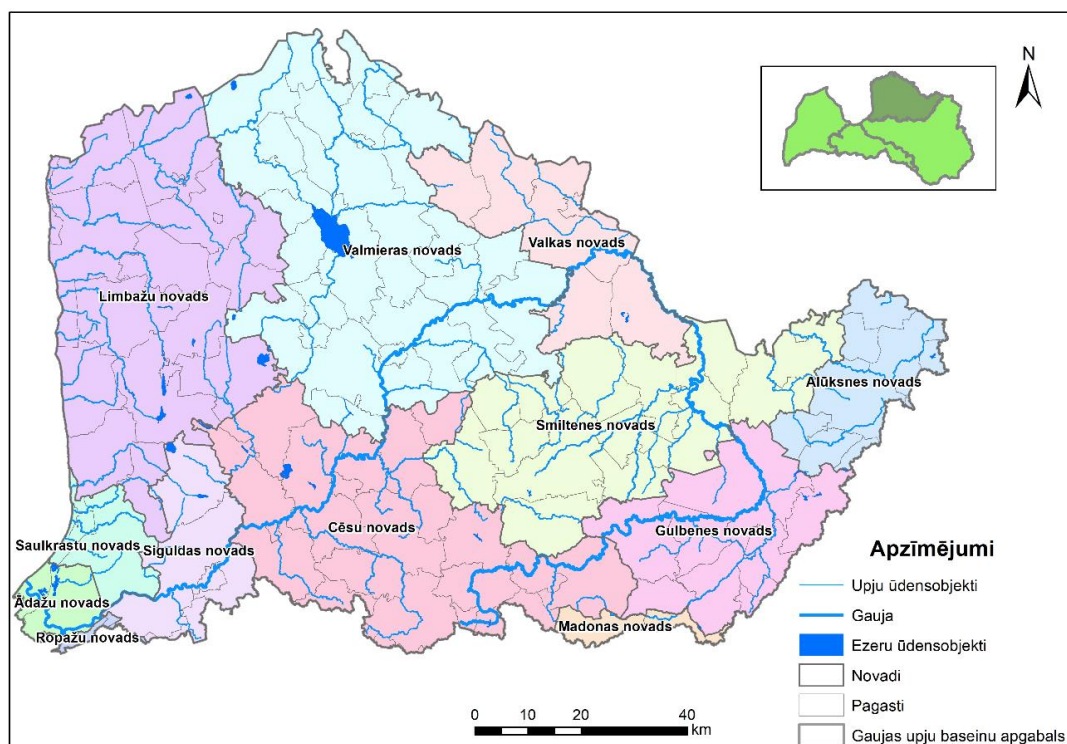 N
Valkas novads
Valmieras novads
Limbažu novads
Alūksnes novads
Smiltenes novads
Cēsu novads
Gulbenes novads
Saulkrastu novads
Siguldas novads
Ādažu novads
Ropažu novads
Madonas novads
Apzīmējumi
Upju ūdensobjekti
Gauja
Ezeru ūdensobjekti
Novadi
Pagasti
Gaujas upju baseinu apgabals
0 5 10 20 30 40
km